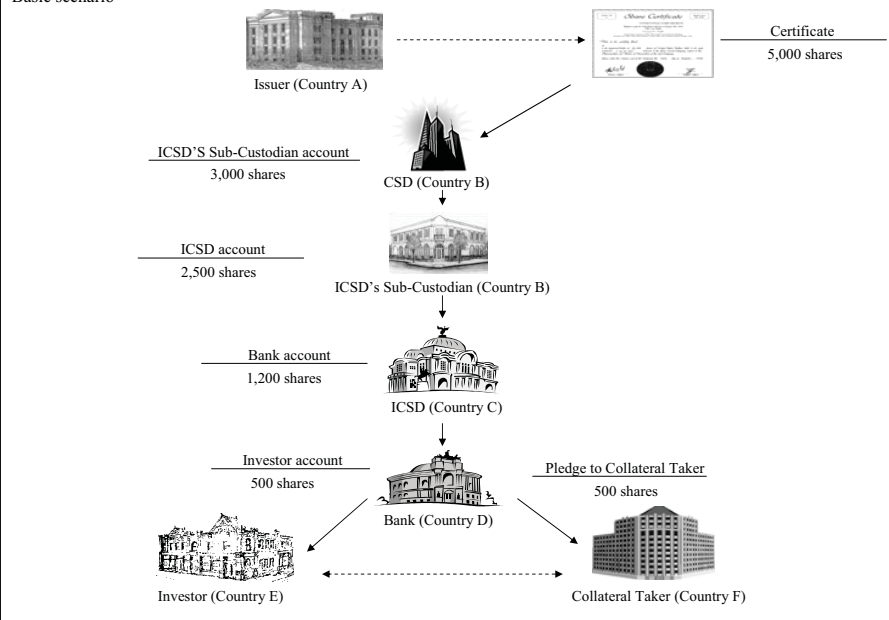 Basic scenario
Share Certificate
Certificate
5,000 shares
Issuer (Country A)
ICSD'S Sub-Custodian account
3,000 shares
CSD (Country B)
ICSD account
2,500 shares
ICSD's Sub-Custodian (Country B)
Bank account
1,200 shares
ICSD (Country C)
Investor account
500 shares
Pledge to Collateral Taker
500 shares
Bank (Country D)
Investor (Country E)
Collateral Taker (Country F)